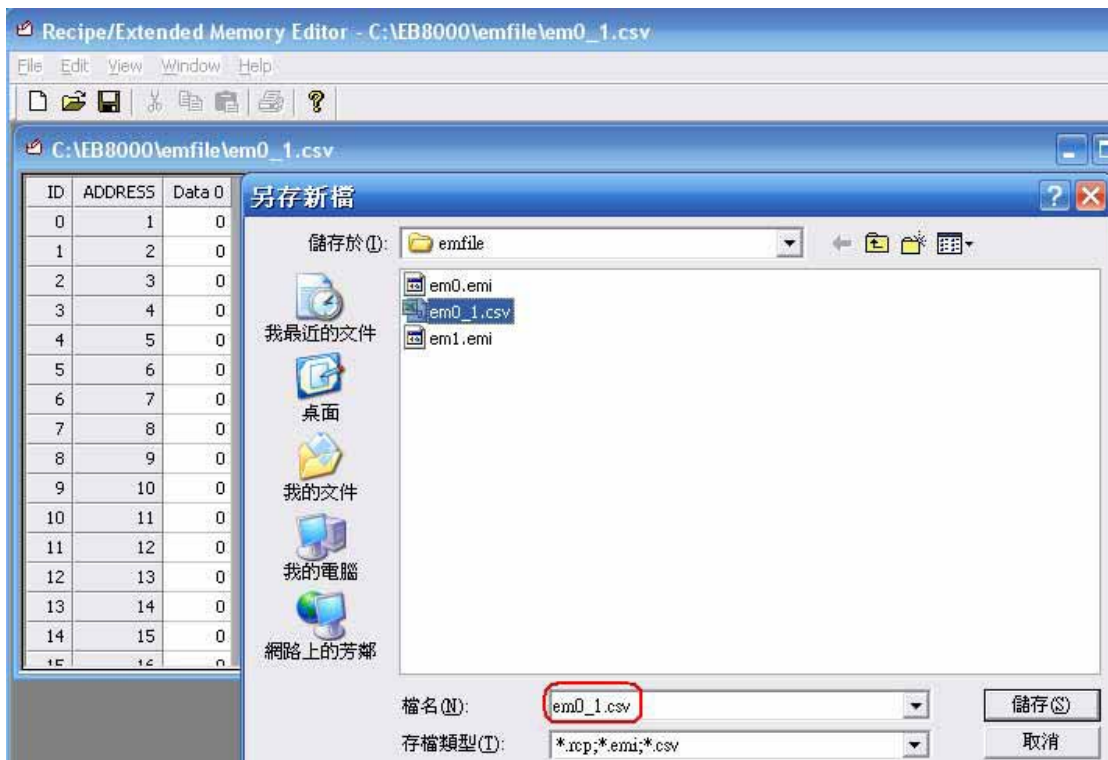 Recipe/Extended Memory Editor - C:\EB8000\emfile\em0_1.csv
File Edit View Window Help
C:\EB8000\emfile\em0_1.csv
ID ADDRESS Data 0
0 1 0
1 2 0
2 3 0
3 4 0
4 5 0
5 6 0
6 7 0
7 8 0
8 9 0
9 10 0
10 11 0
11 12 0
12 13 0
13 14 0
14 15 0
15 16 0
另存新檔
儲存於(I): emfile
em0.emi
em0_1.csv
em1.emi
我最近的文件
桌面
我的文件
我的電腦
網路上的芳鄰
檔名(N): em0_1.csv 儲存(S)
存檔類型(T): *.rcp;*.emi;*.csv 取消